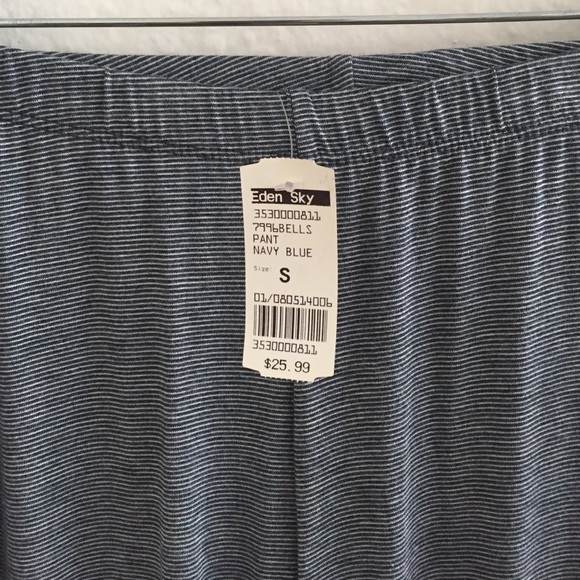 Eden Sky
3530000811
7996BELLS
PANT
NAVY BLUE
Size S
01/080514006
3530000811
$25.99